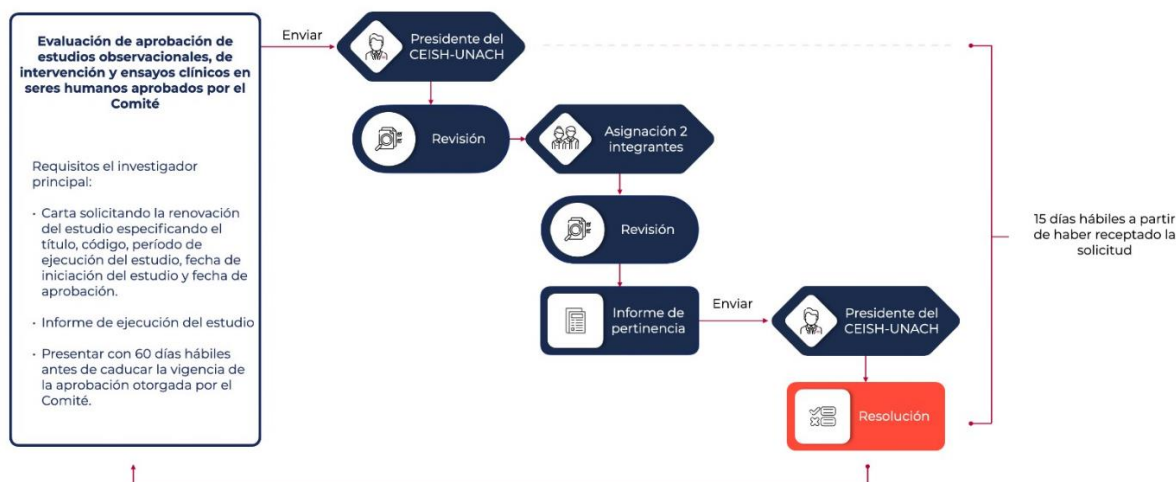 Evaluación de aprobación de
estudios observacionales, de
intervención y ensayos clínicos en
seres humanos aprobados por el
Comité
Requisitos el investigador
principal:
· Carta solicitando la renovación
del estudio especificando el
título, código, período de
ejecución del estudio, fecha de
iniciación del estudio y fecha de
aprobación.
· Informe de ejecución del estudio
· Presentar con 60 días hábiles
antes de caducar la vigencia de
la aprobación otorgada por el
Comité.
Enviar
Presidente del
CEISH-UNACH
Revisión
Asignación 2
integrantes
Revisión
Informe de
pertinencia
Enviar
Presidente del
CEISH-UNACH
Resolución
15 días hábiles a partir
de haber receptado la
solicitud